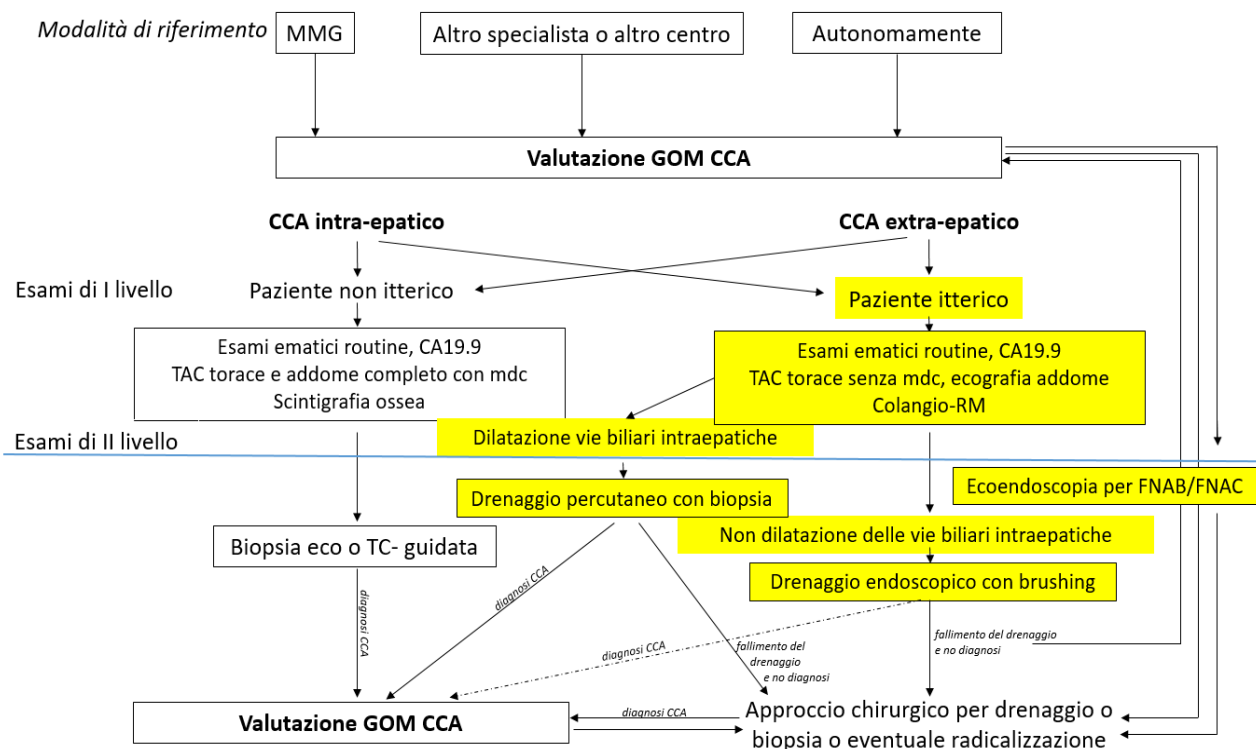 Modalità di riferimento
MMG
Altro specialista o altro centro
Autonomamente
Valutazione GOM CCA
CCA intra-epatico
CCA extra-epatico
Esami di I livello
Paziente non itterico
Paziente itterico
Esami ematici routine, CA19.9
TAC torace e addome completo con mdc
Scintigrafia ossea
Esami ematici routine, CA19.9
TAC torace senza mdc, ecografia addome
Colangio-RM
Esami di II livello
Dilatazione vie biliari intraepatiche
Drenaggio percutaneo con biopsia
Ecoendoscopia per FNAB/FNAC
Biopsia eco o TC- guidata
Non dilatazione delle vie biliari intraepatiche
Drenaggio endoscopico con brushing
diagnosi CCA
diagnosi CCA
diagnosi CCA
fallimento del
drenaggio
e no diagnosi
fallimento del drenaggio
e no diagnosi
Valutazione GOM CCA
diagnosi CCA
Approccio chirurgico per drenaggio o
biopsia o eventuale radicalizzazione